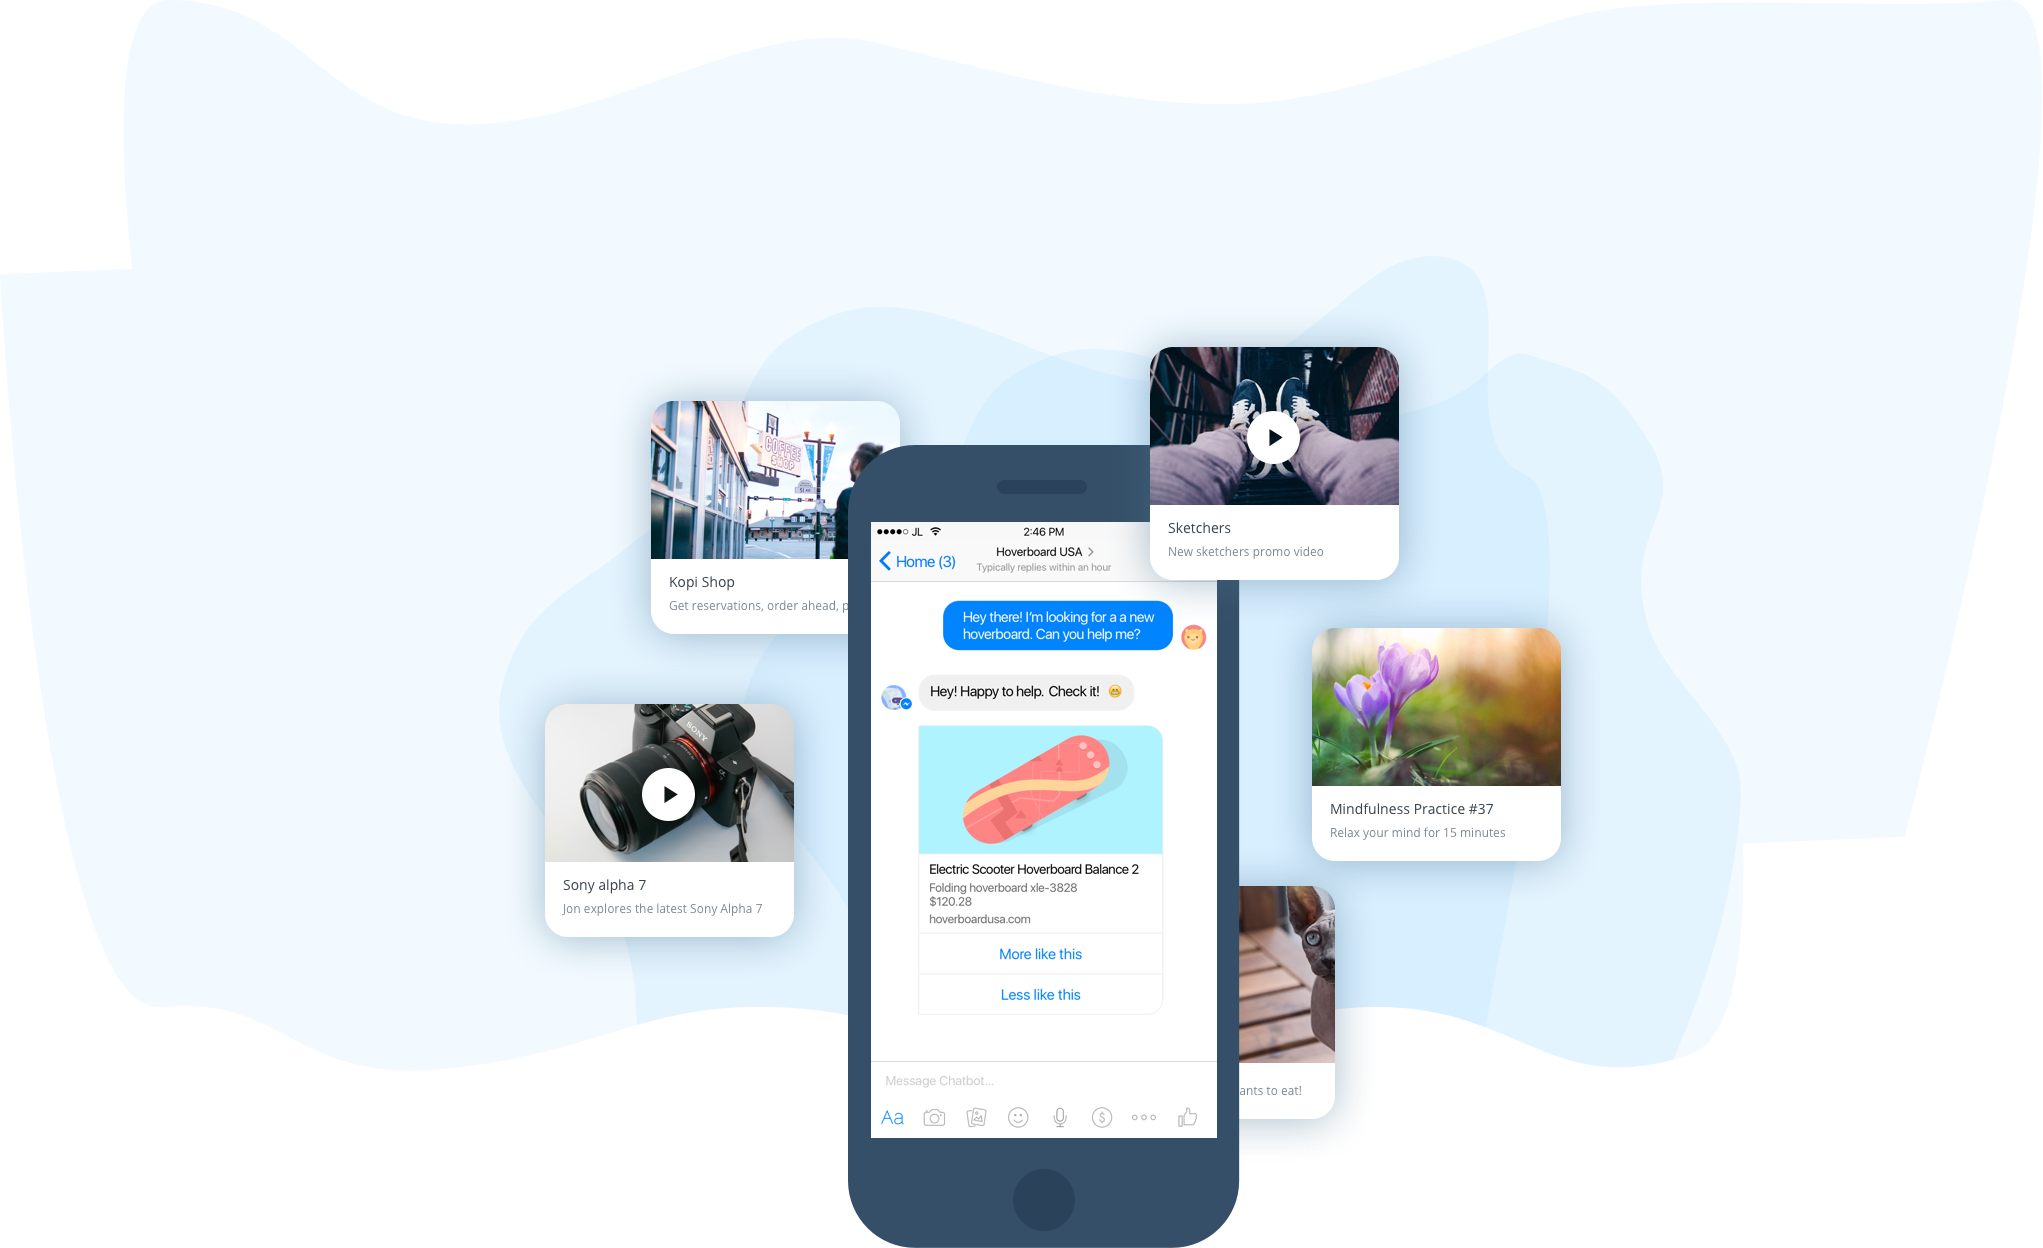 COFFEE
SHOP
Kopi Shop
Get reservations, order ahead, p
SONY
Sony alpha 7
Jon explores the latest Sony Alpha 7
JL
2:46 PM
Home (3)
Hoverboard USA
Typically replies within an hour
Hey there! I'm looking for a a new
hoverboard. Can you help me?
Hey! Happy to help. Check it!
Electric Scooter Hoverboard Balance 2
Folding hoverboard xle-3828
$120.28
hoverboardusa.com
More like this
Less like this
Message Chatbot...
Aa
Sketchers
New sketchers promo video
Mindfulness Practice #37
Relax your mind for 15 minutes
ants to eat!